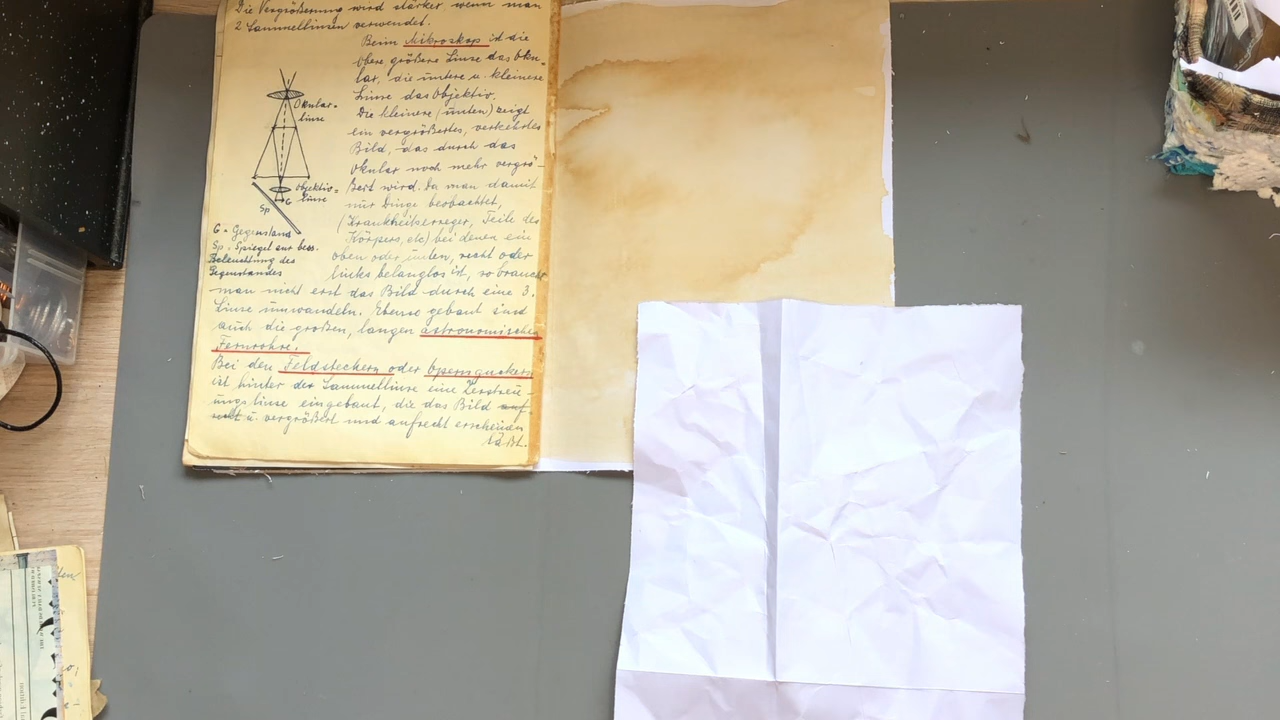 Die Vergrößerung wird stärker wenn man
2 Sammellinsen verwendet.
Beim Mikroskop ist die
obere größere Linse das Oku-
lar, die untere u. kleinere
Linse das Objektiv.
Die kleinere (unten) zeigt
ein vergrößertes, verkehrtes
Bild, das durch das
Okular noch mehr vergrö-
ßert wird. Da man damit
nur Dinge beobachtet,
(Krankheitserreger, Teile des
Körpers, etc) bei denen ein
oben oder unten, recht oder
links belanglos ist, so braucht
man nicht erst das Bild durch eine 3.
Linse umwandeln. Ebenso gebaut sind
auch die großen, langen astronomischen
Fernrohre.
Bei den Feldstechern oder Operngucker
ist hinter der Sammellinse eine Zerstreu-
ungslinse eingebaut, die das Bild auf-
recht u. vergrößert und aufrecht erscheinen
läßt.
Okular=
linse
Objektiv=
linse
G
Sp
G = Gegenstand
Sp = Spiegel zur bess.
Beleuchtung des
Gegenstandes